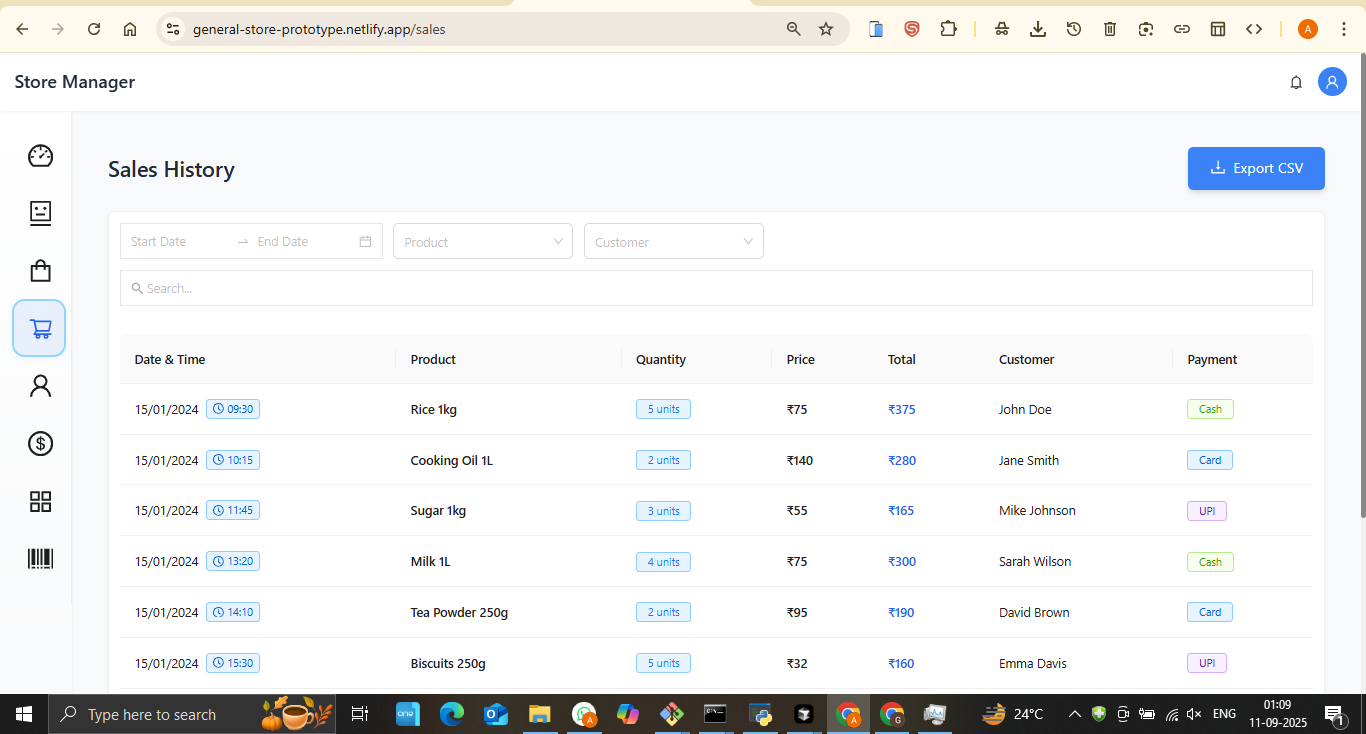 general-store-prototype.netlify.app/sales
A
Store Manager
Sales History
Export CSV
Start Date
End Date
Product
Customer
Search...
Date & Time Product Quantity Price Total Customer Payment
15/01/2024 09:30 Rice 1kg 5 units ₹75 ₹375 John Doe Cash
15/01/2024 10:15 Cooking Oil 1L 2 units ₹140 ₹280 Jane Smith Card
15/01/2024 11:45 Sugar 1kg 3 units ₹55 ₹165 Mike Johnson UPI
15/01/2024 13:20 Milk 1L 4 units ₹75 ₹300 Sarah Wilson Cash
15/01/2024 14:10 Tea Powder 250g 2 units ₹95 ₹190 David Brown Card
15/01/2024 15:30 Biscuits 250g 5 units ₹32 ₹160 Emma Davis UPI
Type here to search
one
A
A
G
24°C
ENG
01:09
11-09-2025
1